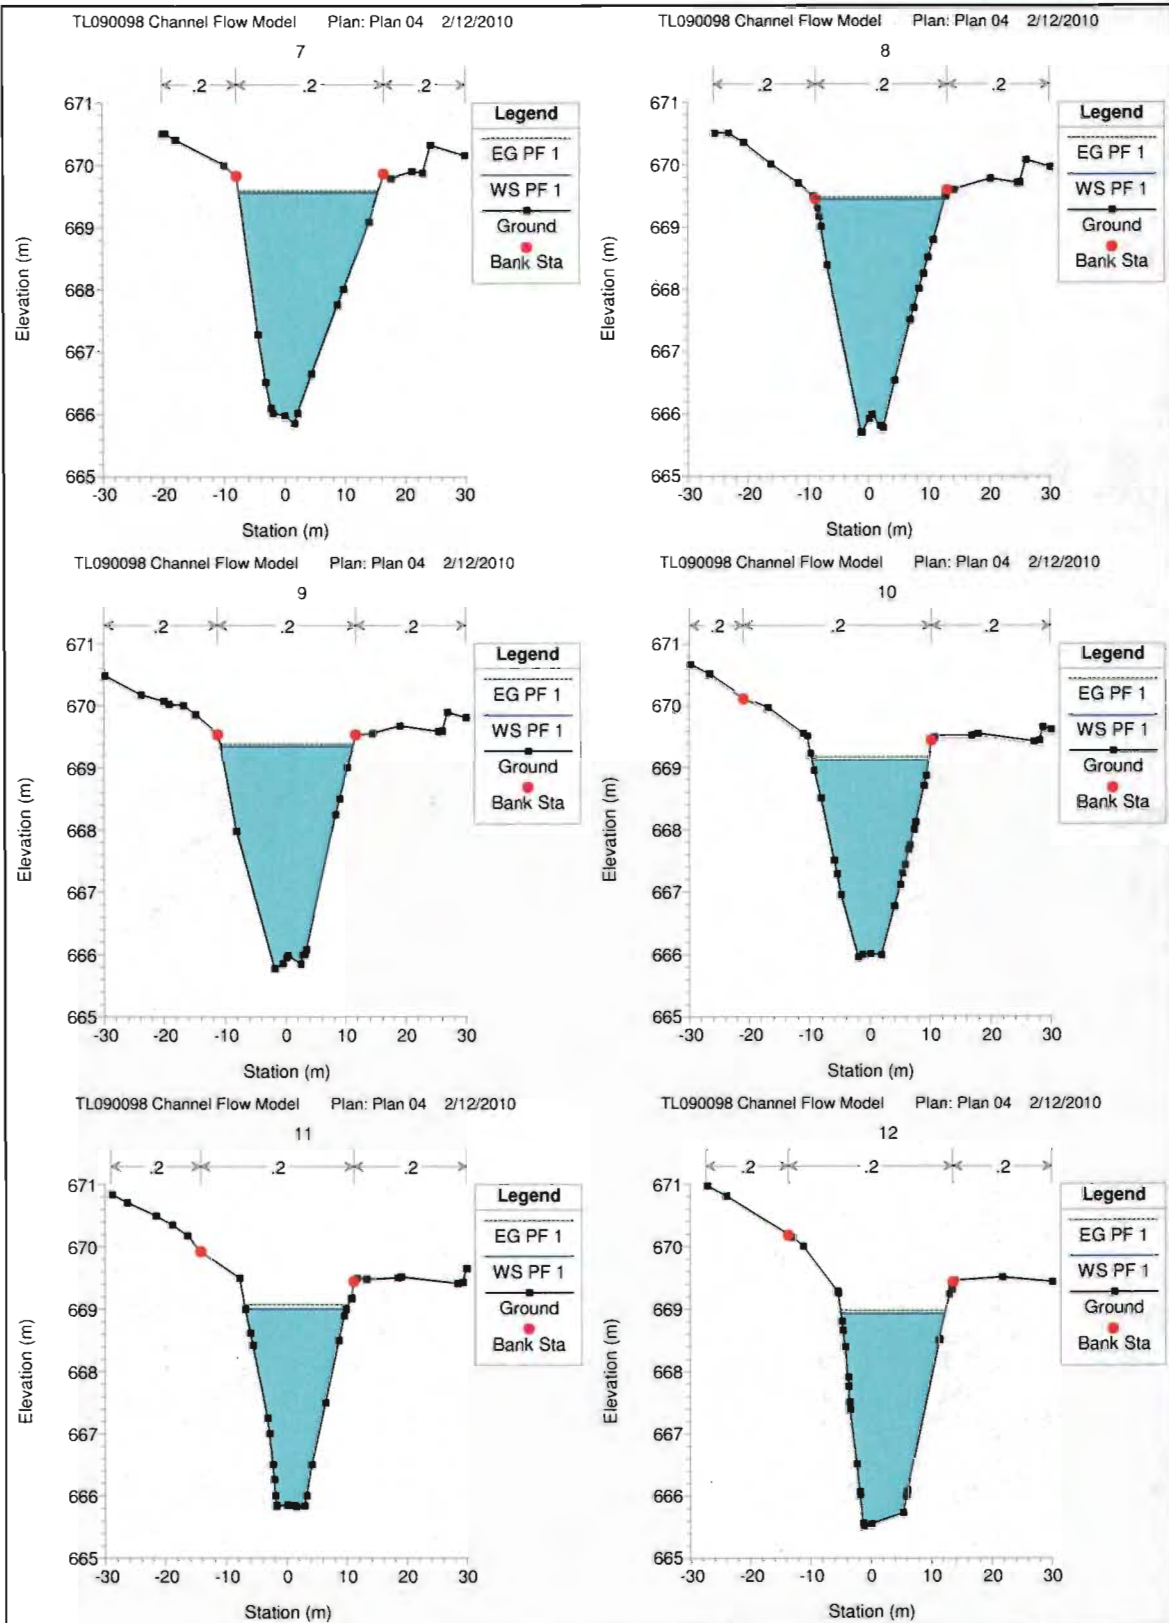 TL090098 Channel Flow Model Plan: Plan 04 2/12/2010
7
.2 .2 .2
Legend
EG PF 1
WS PF 1
Ground
Bank Sta
671
670
669
668
667
666
665
Elevation (m)
-30 -20 -10 0 10 20 30
Station (m)
TL090098 Channel Flow Model Plan: Plan 04 2/12/2010
8
.2 .2 .2
Legend
EG PF 1
WS PF 1
Ground
Bank Sta
671
670
669
668
667
666
665
Elevation (m)
-30 -20 -10 0 10 20 30
Station (m)
TL090098 Channel Flow Model Plan: Plan 04 2/12/2010
9
.2 .2 .2
Legend
EG PF 1
WS PF 1
Ground
Bank Sta
671
670
669
668
667
666
665
Elevation (m)
-30 -20 -10 0 10 20 30
Station (m)
TL090098 Channel Flow Model Plan: Plan 04 2/12/2010
10
.2 .2 .2
Legend
EG PF 1
WS PF 1
Ground
Bank Sta
671
670
669
668
667
666
665
Elevation (m)
-30 -20 -10 0 10 20 30
Station (m)
TL090098 Channel Flow Model Plan: Plan 04 2/12/2010
11
.2 .2 .2
Legend
EG PF 1
WS PF 1
Ground
Bank Sta
671
670
669
668
667
666
665
Elevation (m)
-30 -20 -10 0 10 20 30
Station (m)
TL090098 Channel Flow Model Plan: Plan 04 2/12/2010
12
.2 .2 .2
Legend
EG PF 1
WS PF 1
Ground
Bank Sta
671
670
669
668
667
666
665
Elevation (m)
-30 -20 -10 0 10 20 30
Station (m)